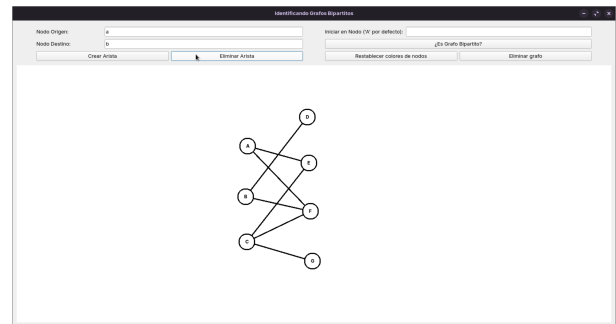 Identificando Grafos Bipartitos
Nodo Origen: a
Iniciar en Nodo ('A' por defecto):
Nodo Destino: b
¿Es Grafo Bipartito?
Crear Arista
Eliminar Arista
Restablecer colores de nodos
Eliminar grafo
D
A
E
B
F
C
G